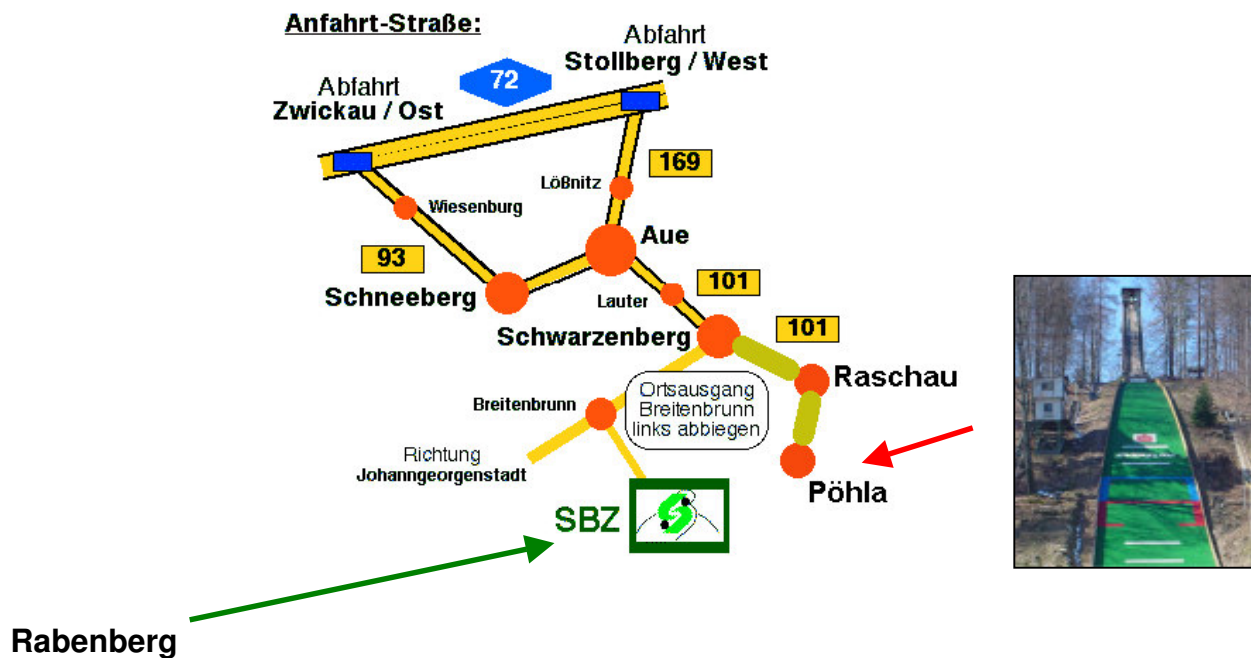 Anfahrt-Straße:
Abfahrt
Stollberg / West
72
Abfahrt
Zwickau / Ost
169
Lößnitz
Wiesenburg
Aue
93
101
Schneeberg
Lauter
101
Schwarzenberg
Raschau
Ortsausgang
Breitenbrunn
links abbiegen
Breitenbrunn
Richtung
Johanngeorgenstadt
Pöhla
SBZ
Rabenberg